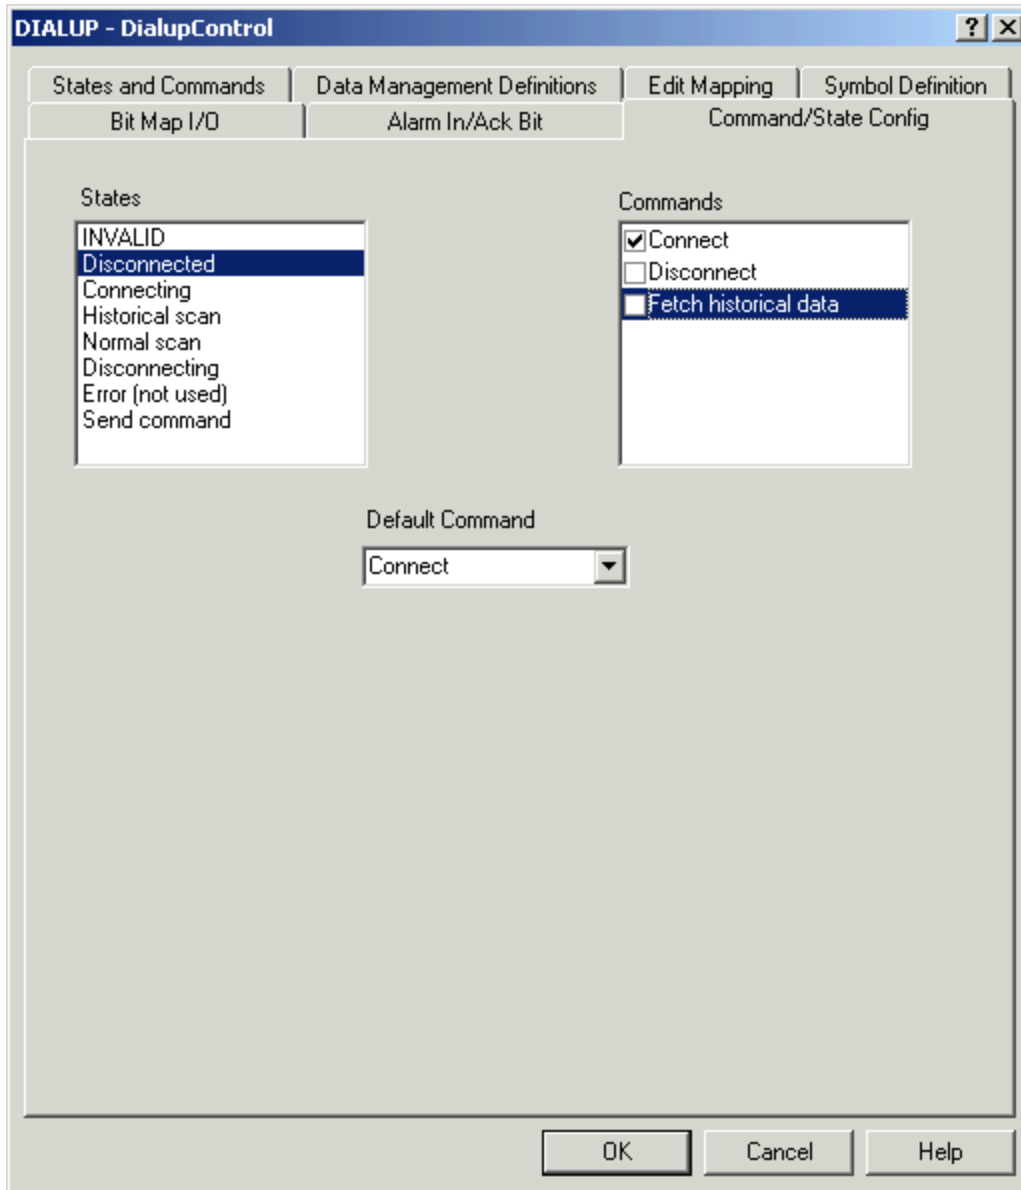 DIALUP - DialupControl
States and Commands Data Management Definitions Edit Mapping Symbol Definition
Bit Map I/O Alarm In/Ack Bit Command/State Config
States
INVALID
Disconnected
Connecting
Historical scan
Normal scan
Disconnecting
Error (not used)
Send command
Commands
Connect
Disconnect
Fetch historical data
Default Command
Connect
OK Cancel Help